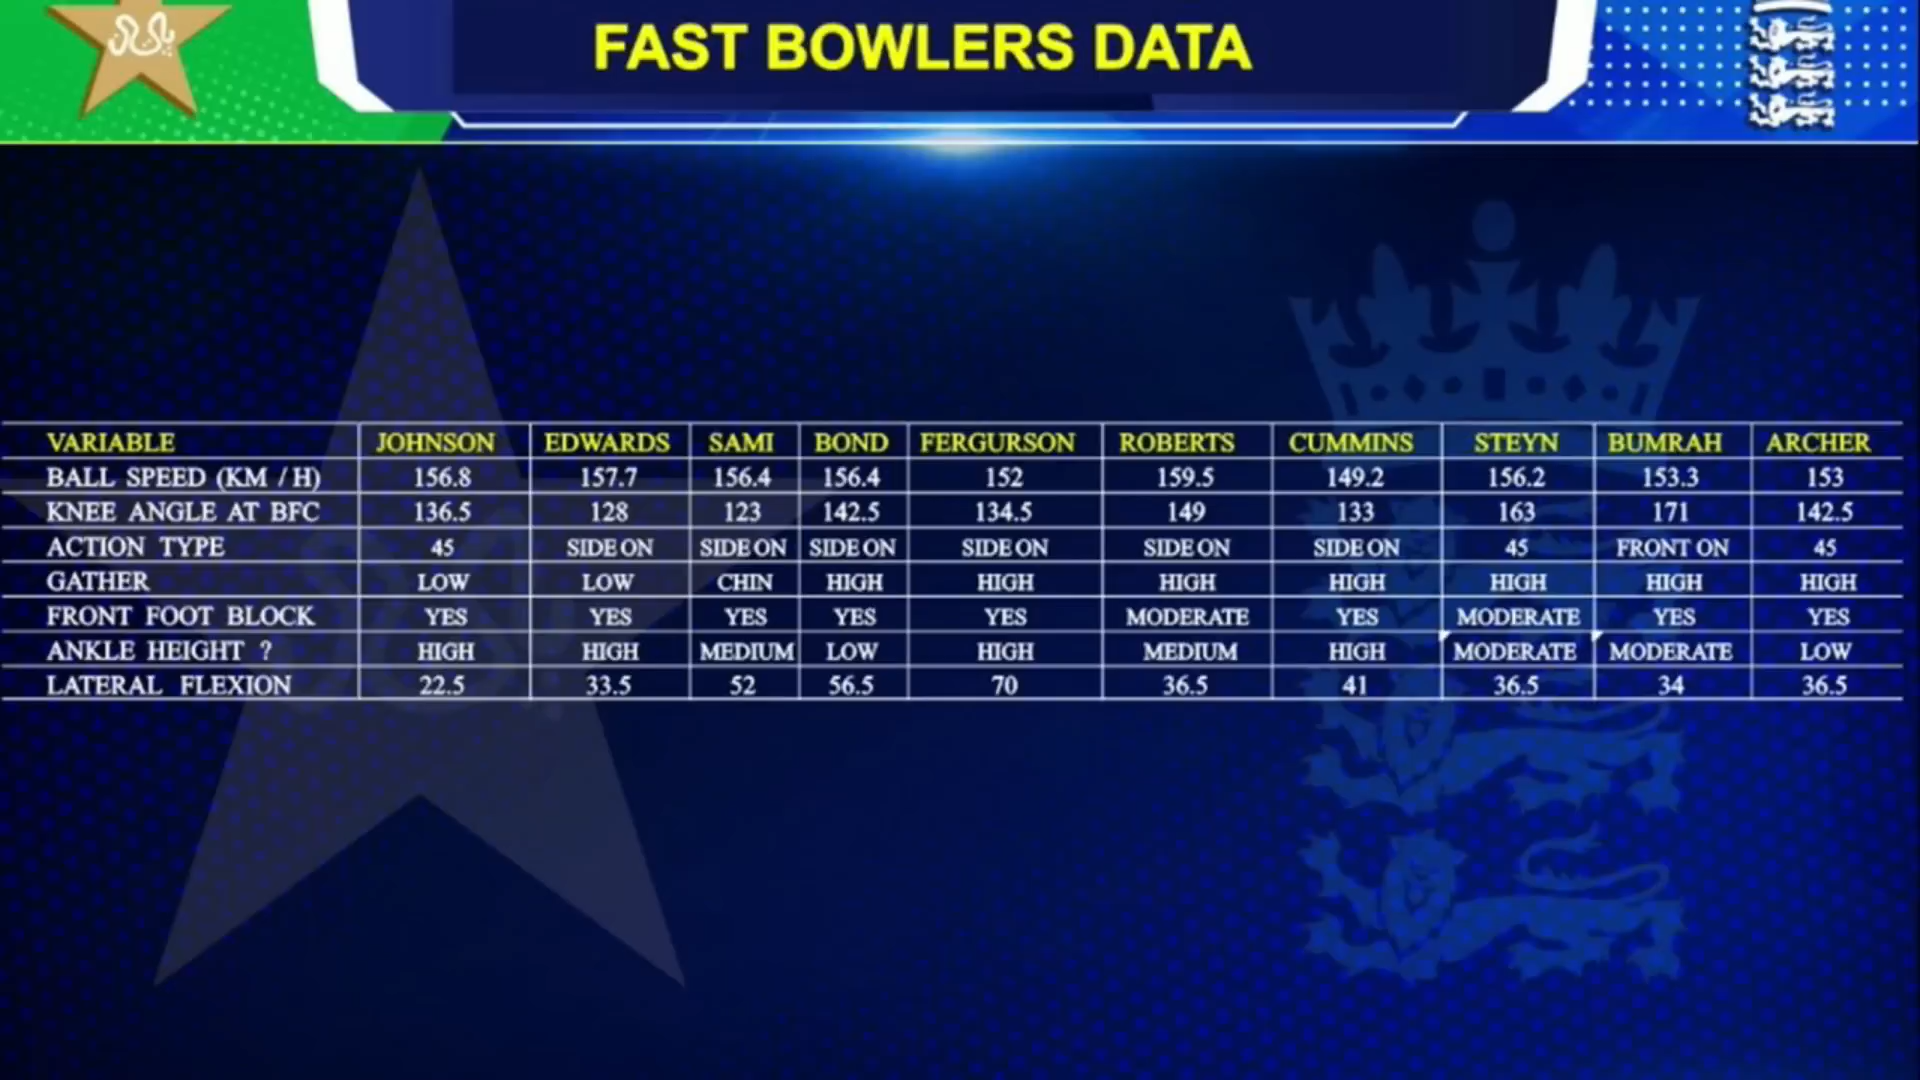 FAST BOWLERS DATA
VARIABLE JOHNSON EDWARDS SAMI BOND FERGURSON ROBERTS CUMMINS STEYN BUMRAH ARCHER
BALL SPEED (KM / H) 156.8 157.7 156.4 156.4 152 159.5 149.2 156.2 153.3 153
KNEE ANGLE AT BFC 136.5 128 123 142.5 134.5 149 133 163 171 142.5
ACTION TYPE 45 SIDE ON SIDE ON SIDE ON SIDE ON SIDE ON SIDE ON 45 FRONT ON 45
GATHER LOW LOW CHIN HIGH HIGH HIGH HIGH HIGH HIGH HIGH
FRONT FOOT BLOCK YES YES YES YES YES MODERATE YES MODERATE YES YES
ANKLE HEIGHT ? HIGH HIGH MEDIUM LOW HIGH MEDIUM HIGH MODERATE MODERATE LOW
LATERAL FLEXION 22.5 33.5 52 56.5 70 36.5 41 36.5 34 36.5